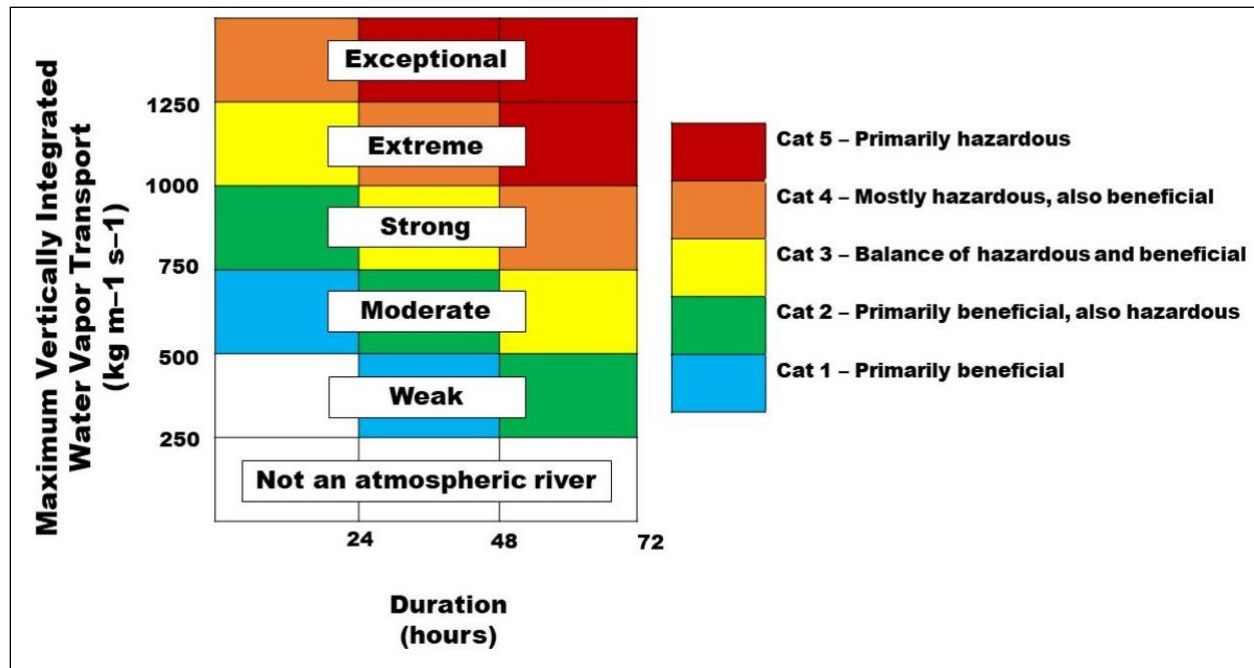 Maximum Vertically Integrated
Water Vapor Transport
(kg m–1 s–1)
Exceptional
1250
Extreme
1000
Strong
750
Moderate
500
Weak
250
Not an atmospheric river
24
48
72
Duration
(hours)
Cat 5 – Primarily hazardous
Cat 4 – Mostly hazardous, also beneficial
Cat 3 – Balance of hazardous and beneficial
Cat 2 – Primarily beneficial, also hazardous
Cat 1 – Primarily beneficial